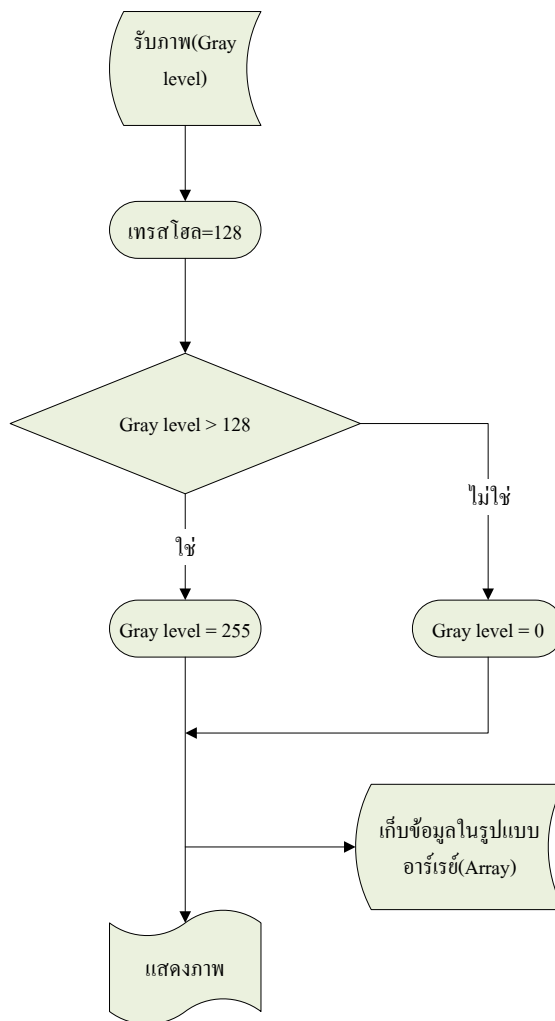 รับภาพ(Gray
level)
เทรสโฮล=128
Gray level > 128
ไม่ใช่
ใช่
Gray level = 255
Gray level = 0
เก็บข้อมูลในรูปแบบ
อาร์เรย์(Array)
แสดงภาพ